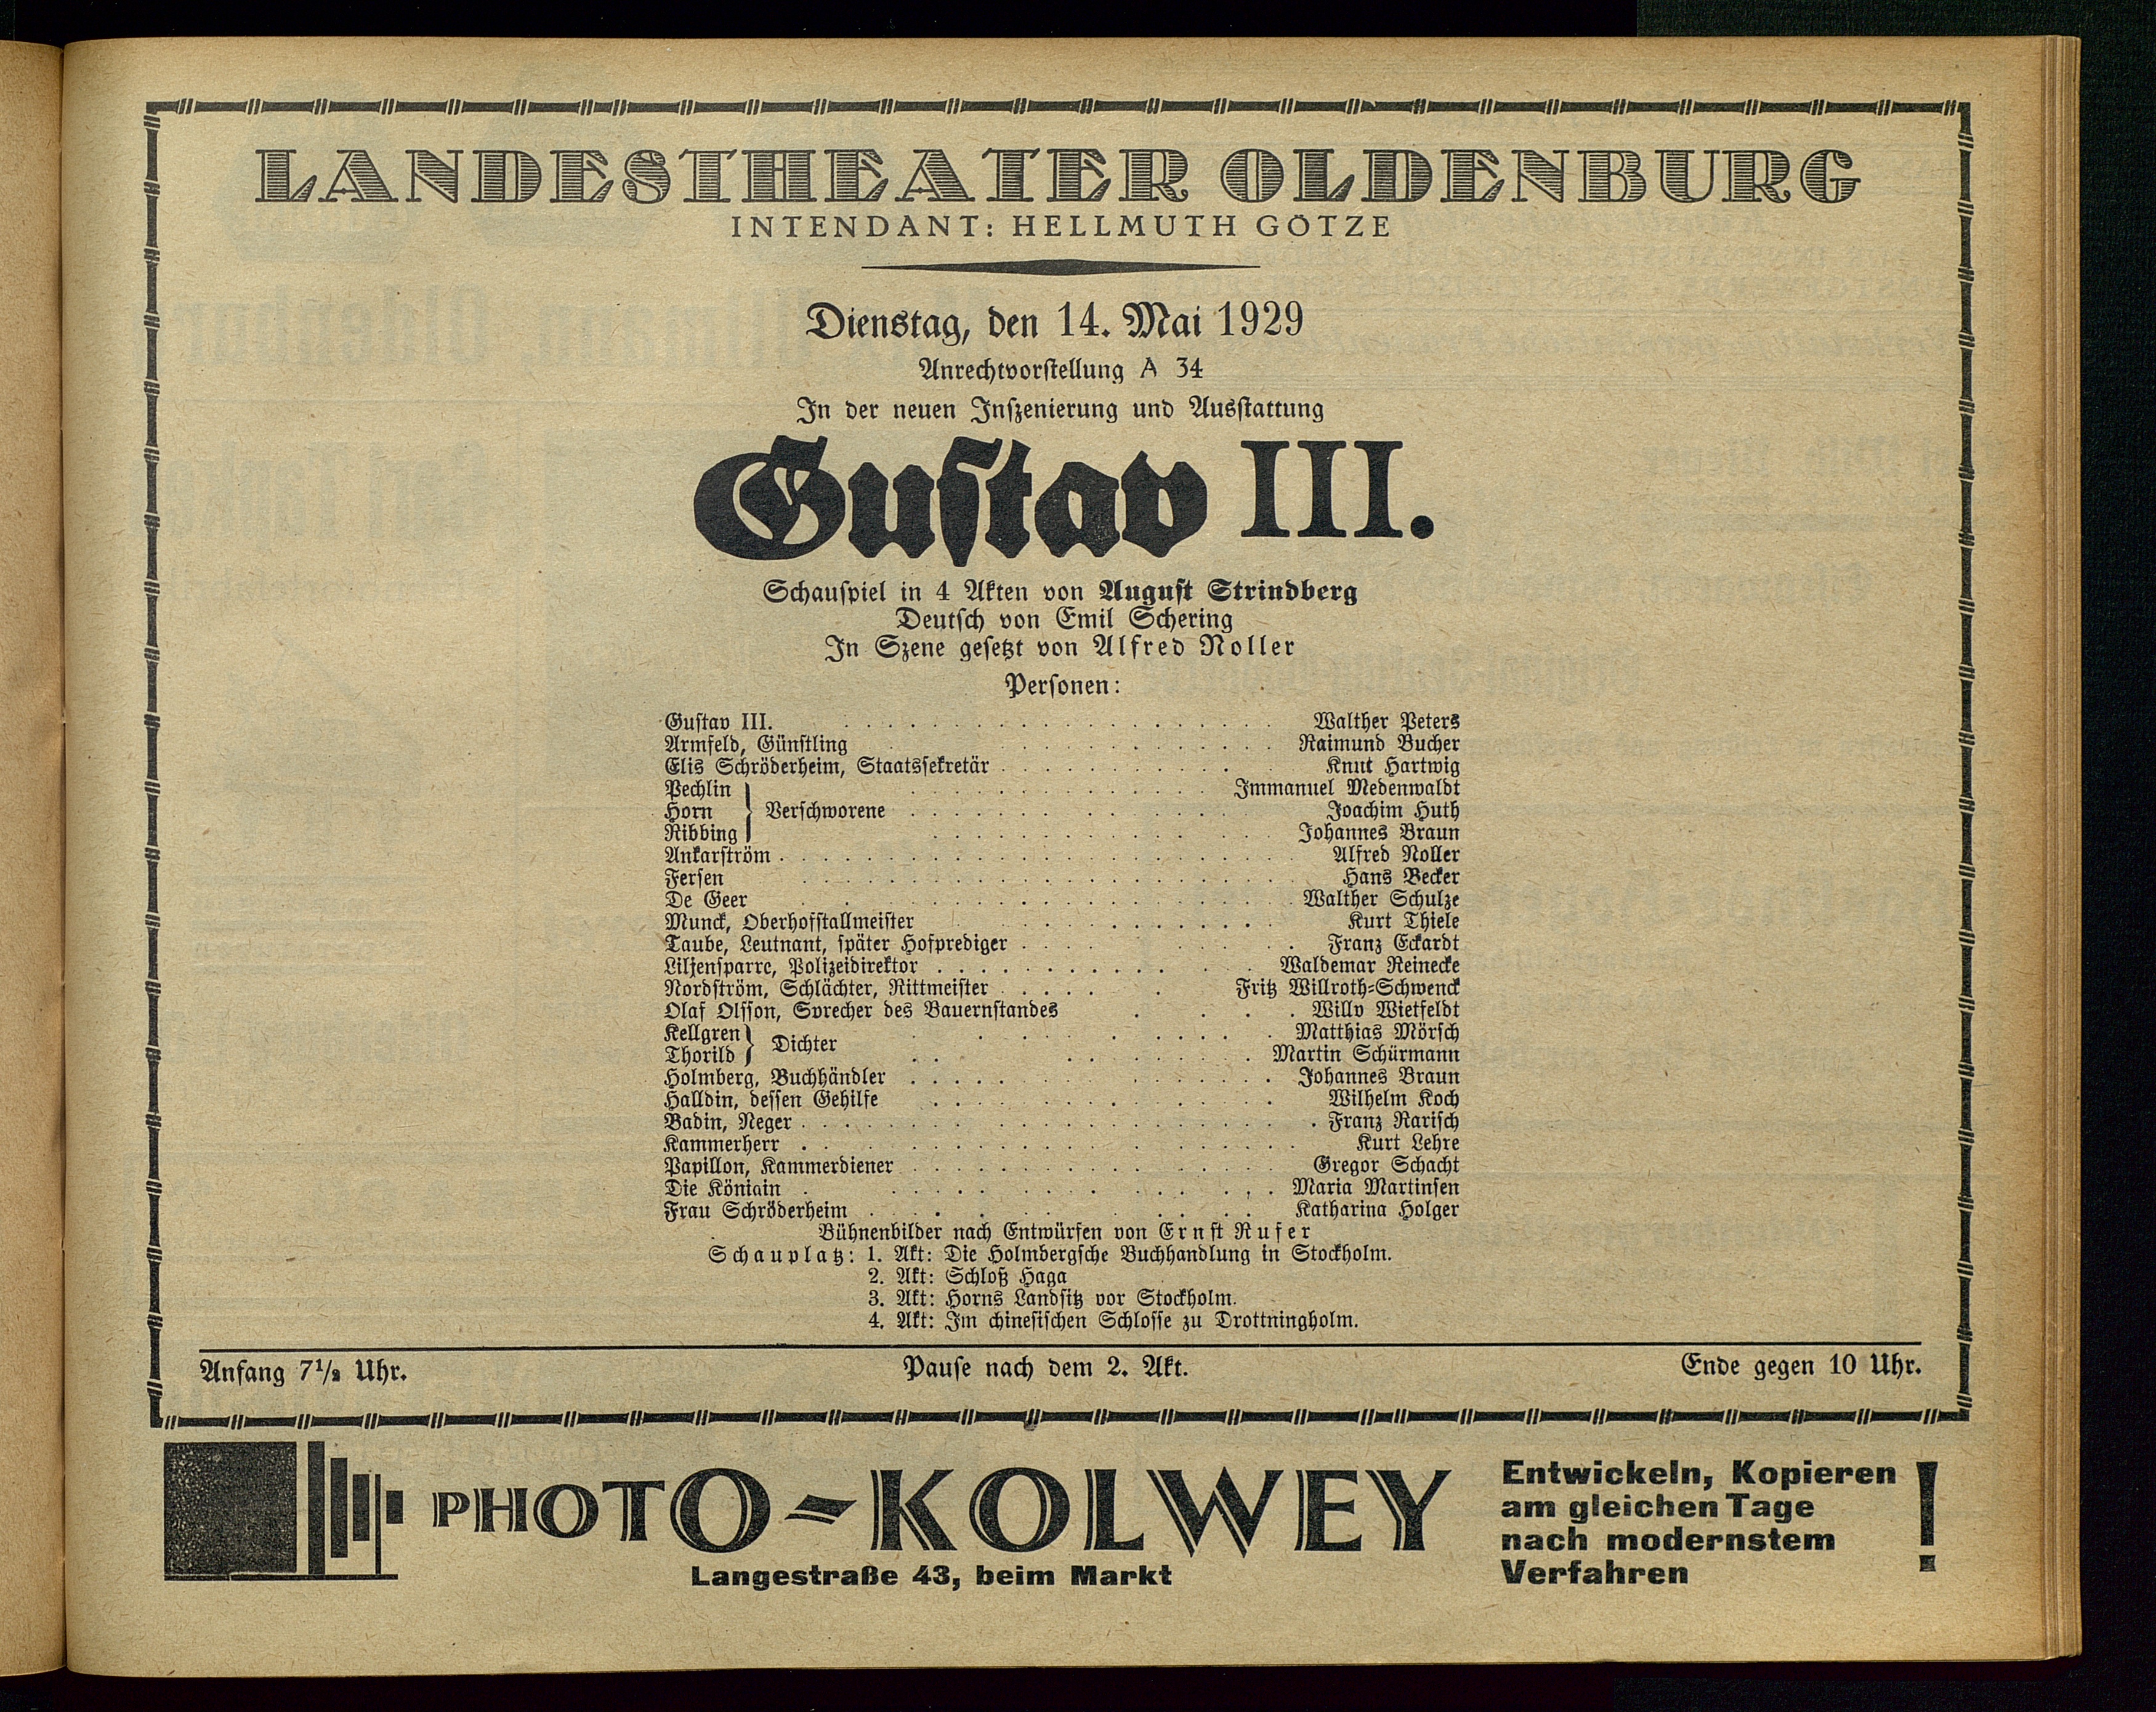 LANDESTHEATER OLDENBURG
INTENDANT: HELLMUTH GÖTZE
Dienstag, den 14. Mai 1929
Anrechtvorstellung A 34
In der neuen Inszenierung und Ausstattung
Gustav III.
Schauspiel in 4 Akten von August Strindberg
Deutsch von Emil Schering
In Szene gesetzt von Alfred Noller
Personen:
Gustav III. Walther Peters
Armfeld, Günstling Raimund Bucher
Elis Schröderheim, Staatssekretär Knut Hartwig
Pechlin Immanuel Medenwaldt
Horn } Verschworene Joachim Huth
Ribbing Johannes Braun
Ankarström Alfred Noller
Fersen Hans Becker
De Geer Walther Schulze
Munck, Oberhofstallmeister Kurt Thiele
Taube, Leutnant, später Hofprediger Franz Eckardt
Liljensparre, Polizeidirektor Waldemar Reinecke
Nordström, Schlächter, Rittmeister Fritz Willroth-Schwenck
Olaf Olsson, Sprecher des Bauernstandes Willy Wietfeldt
Kellgren } Dichter Matthias Mörsch
Thorild Martin Schürmann
Holmberg, Buchhändler Johannes Braun
Halldin, dessen Gehilfe Wilhelm Koch
Badin, Neger Franz Rarisch
Kammerherr Kurt Lehre
Papillon, Kammerdiener Gregor Schacht
Die Königin Maria Martinsen
Frau Schröderheim Katharina Holger
Bühnenbilder nach Entwürfen von Ernst Rufer
Schauplatz: 1. Akt: Die Holmbergsche Buchhandlung in Stockholm.
2. Akt: Schloß Haga
3. Akt: Horns Landsitz vor Stockholm.
4. Akt: Im chinesischen Schlosse zu Drottningholm.
Anfang 7½ Uhr. Pause nach dem 2. Akt. Ende gegen 10 Uhr.
PHOTO-KOLWEY
Langestraße 43, beim Markt
Entwickeln, Kopieren
am gleichen Tage
nach modernstem
Verfahren !